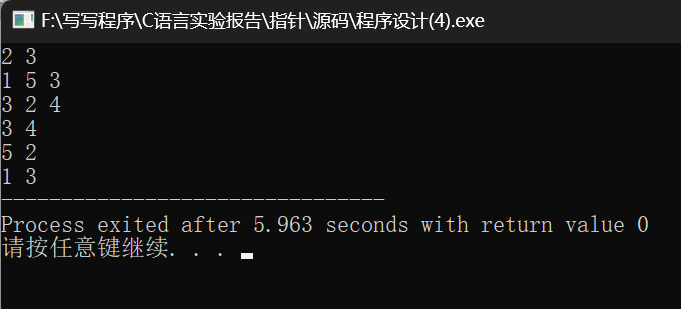 F:\写写程序\C语言实验报告\指针\源码\程序设计(4).exe
2 3
1 5 3
3 2 4
3 4
5 2
1 3
--------------------------------
Process exited after 5.963 seconds with return value 0
请按任意键继续. . .